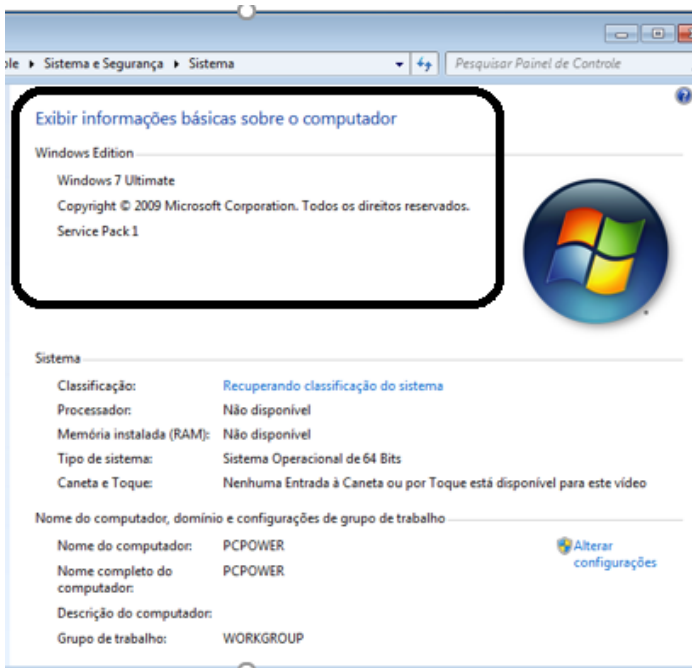 Sistema e Segurança ▸ Sistema
Pesquisar Painel de Controle
Exibir informações básicas sobre o computador
Windows Edition
Windows 7 Ultimate
Copyright © 2009 Microsoft Corporation. Todos os direitos reservados.
Service Pack 1
Sistema
Classificação: Recuperando classificação do sistema
Processador: Não disponível
Memória instalada (RAM): Não disponível
Tipo de sistema: Sistema Operacional de 64 Bits
Caneta e Toque: Nenhuma Entrada à Caneta ou por Toque está disponível para este vídeo
Nome do computador, domínio e configurações de grupo de trabalho
Nome do computador: PCPOWER
Alterar
configurações
Nome completo do
computador:
PCPOWER
Descrição do computador:
Grupo de trabalho: WORKGROUP